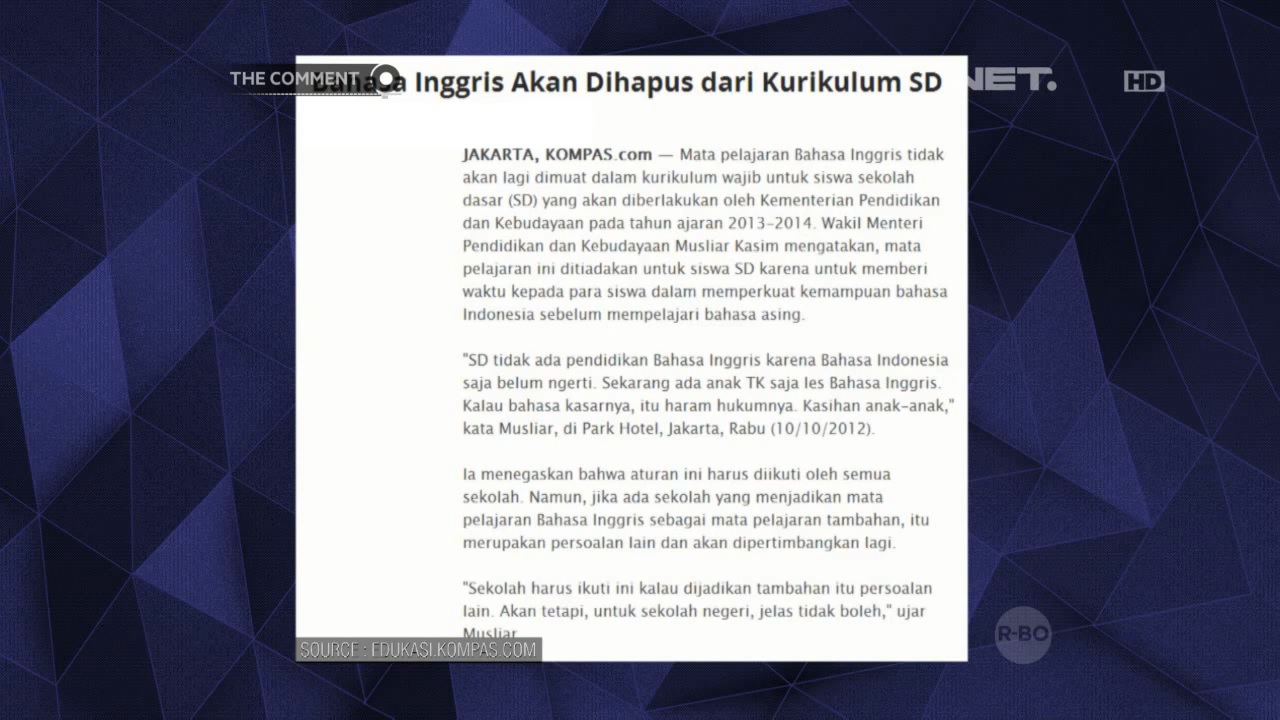 THE COMMENT
Inggris Akan Dihapus dari Kurikulum SD
NET.
HD
JAKARTA, KOMPAS.com — Mata pelajaran Bahasa Inggris tidak
akan lagi dimuat dalam kurikulum wajib untuk siswa sekolah
dasar (SD) yang akan diberlakukan oleh Kementerian Pendidikan
dan Kebudayaan pada tahun ajaran 2013-2014. Wakil Menteri
Pendidikan dan Kebudayaan Musliar Kasim mengatakan, mata
pelajaran ini ditiadakan untuk siswa SD karena untuk memberi
waktu kepada para siswa dalam memperkuat kemampuan bahasa
Indonesia sebelum mempelajari bahasa asing.
"SD tidak ada pendidikan Bahasa Inggris karena Bahasa Indonesia
saja belum ngerti. Sekarang ada anak TK saja les Bahasa Inggris.
Kalau bahasa kasarnya, itu haram hukumnya. Kasihan anak-anak,"
kata Musliar, di Park Hotel, Jakarta, Rabu (10/10/2012).
Ia menegaskan bahwa aturan ini harus diikuti oleh semua
sekolah. Namun, jika ada sekolah yang menjadikan mata
pelajaran Bahasa Inggris sebagai mata pelajaran tambahan, itu
merupakan persoalan lain dan akan dipertimbangkan lagi.
"Sekolah harus ikuti ini kalau dijadikan tambahan itu persoalan
lain. Akan tetapi, untuk sekolah negeri, jelas tidak boleh," ujar
Musliar
SOURCE : EDUKASI.KOMPAS.COM
R-BO